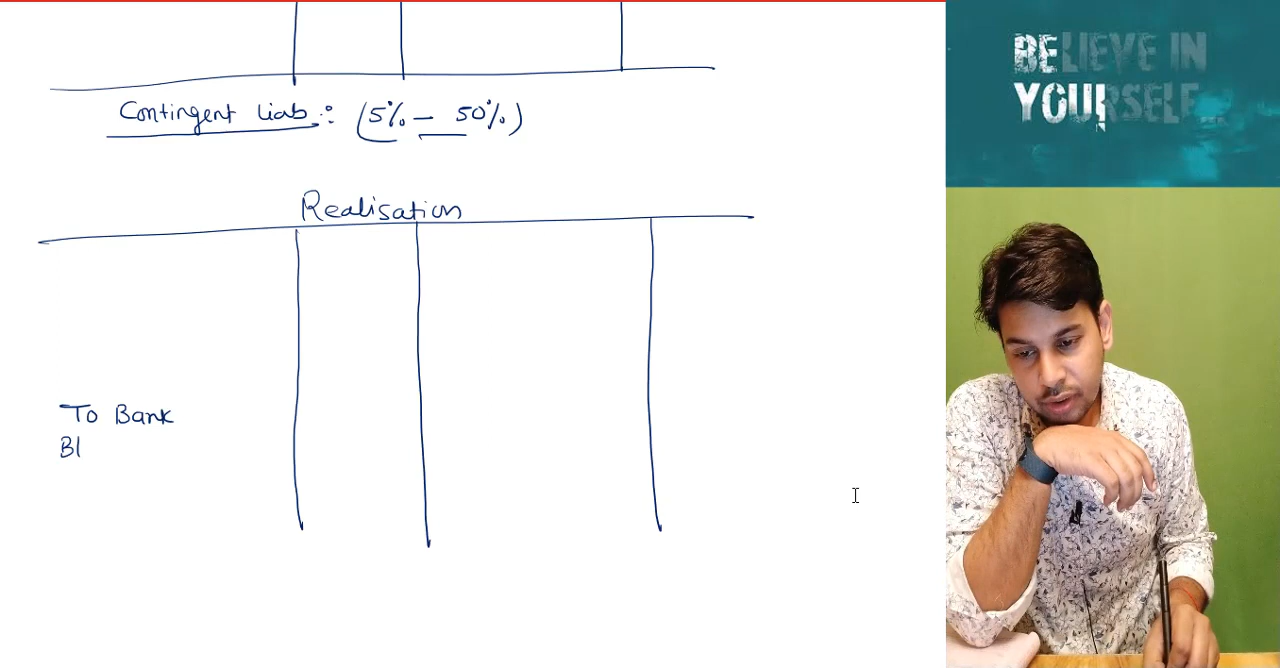 BELIEVE IN
YOURSELF...
Contingent Liab.: (5% — 50%)
Realisation
To Bank
Bl